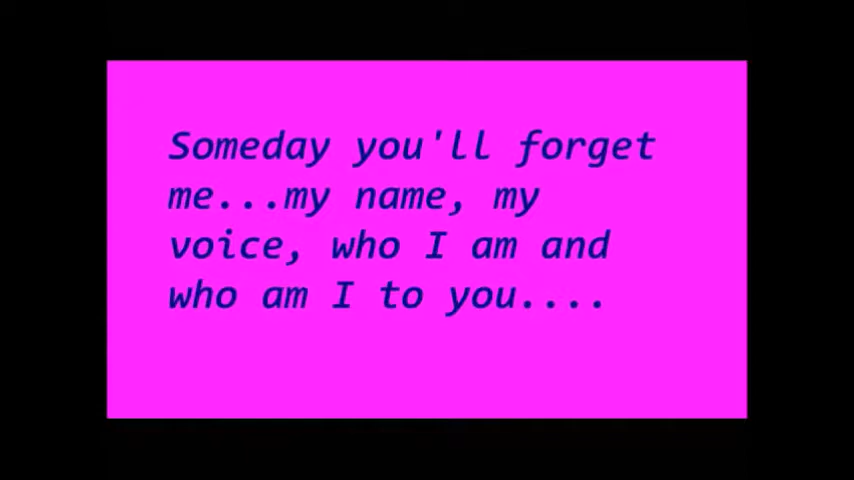 Someday you'll forget
me...my name, my
voice, who I am and
who am I to you....